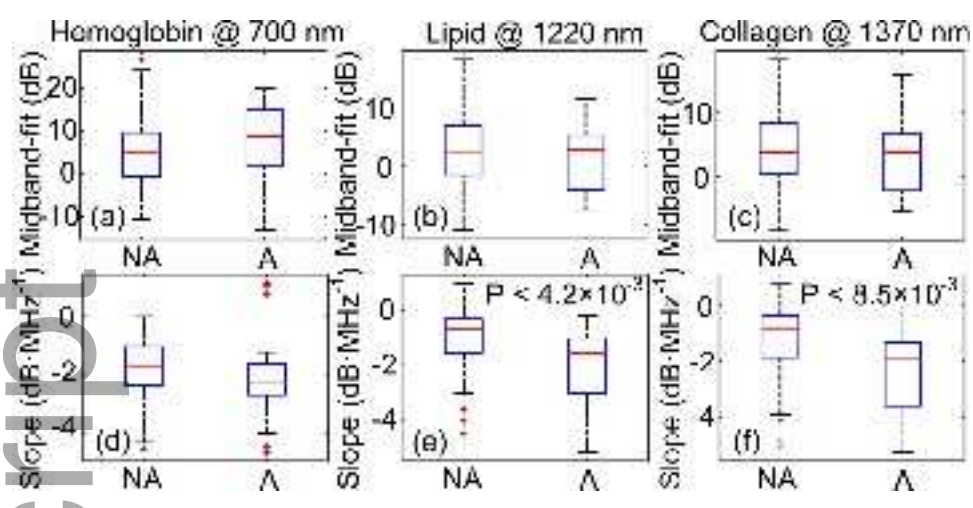 Hemoglobin @ 700 nm
Lipid @ 1220 nm
Collagen @ 1370 nm
Midband-fit (dB)
20
10
0
-10
(a)
NA
A
Midband-fit (dB)
10
0
-10
(b)
NA
A
Midband-fit (dB)
10
0
(c)
NA
A
Slope (dB·MHz⁻¹)
0
-2
-4
(d)
NA
A
Slope (dB·MHz⁻¹)
0
-2
-4
P < 4.2×10⁻³
(e)
NA
A
Slope (dB·MHz⁻¹)
0
-2
4
P < 8.5×10⁻³
(f)
NA
A
cript